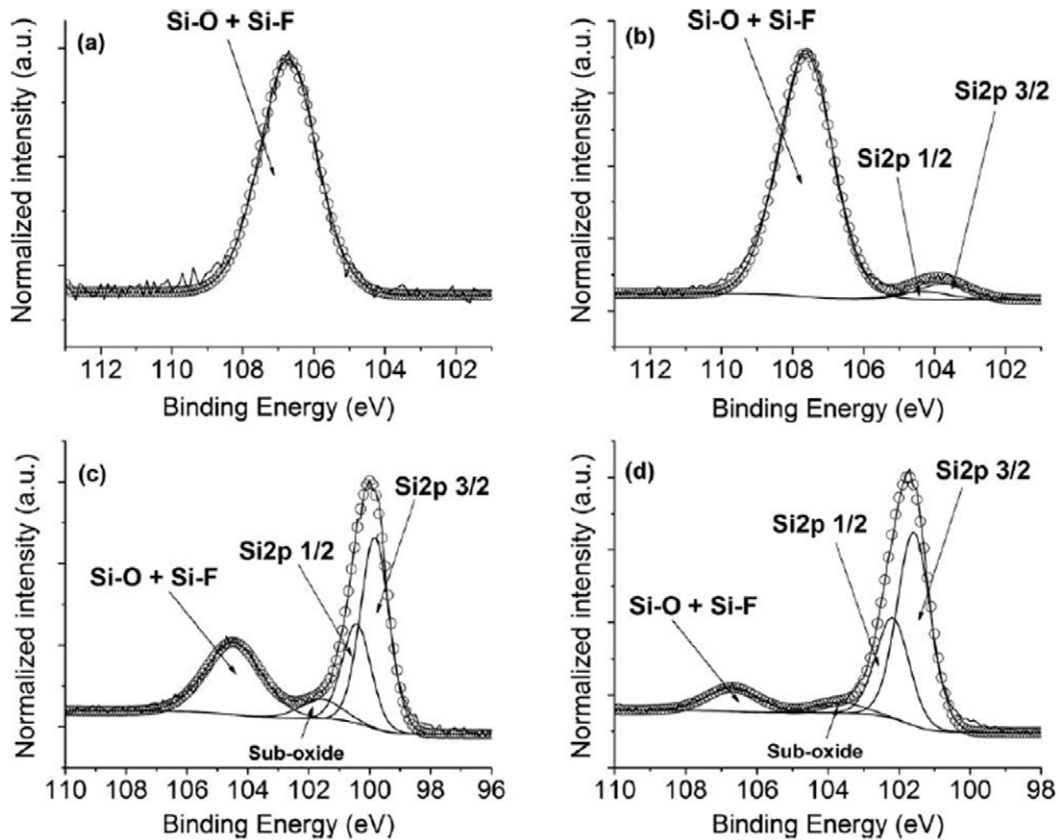 (a)
Si-O + Si-F
Normalized intensity (a.u.)
112 110 108 106 104 102
Binding Energy (eV)
(b)
Si-O + Si-F
Si2p 3/2
Si2p 1/2
Normalized intensity (a.u.)
112 110 108 106 104 102
Binding Energy (eV)
(c)
Si2p 3/2
Si2p 1/2
Si-O + Si-F
Sub-oxide
Normalized intensity (a.u.)
110 108 106 104 102 100 98 96
Binding Energy (eV)
(d)
Si2p 3/2
Si2p 1/2
Si-O + Si-F
Sub-oxide
Normalized intensity (a.u.)
110 108 106 104 102 100 98
Binding Energy (eV)